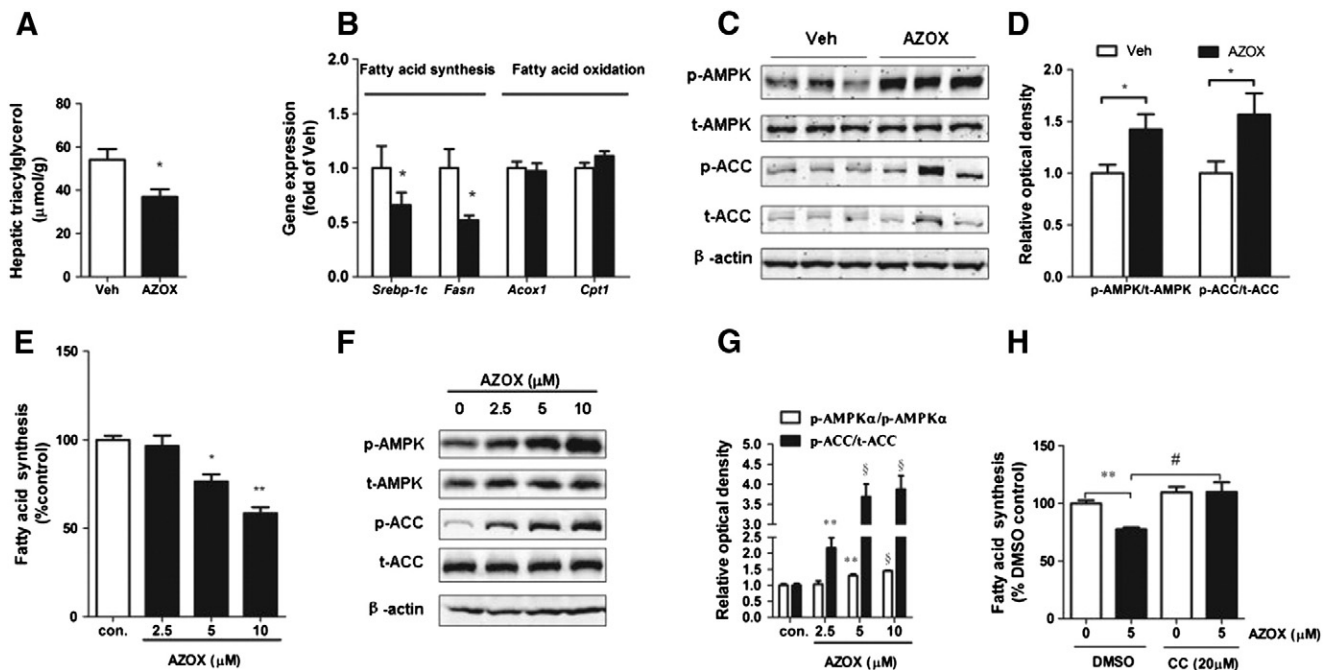 A
Hepatic triacylglycerol
(μmol/g)
80
60
40
20
0
*
Veh AZOX
B
Gene expression
(fold of Veh)
2.0
1.5
1.0
0.5
0.0
Fatty acid synthesis Fatty acid oxidation
*
*
Srebp-1c Fasn Acox1 Cpt1
C
Veh AZOX
p-AMPK
t-AMPK
p-ACC
t-ACC
β-actin
D
Veh AZOX
Relative optical density
2.0
1.5
1.0
0.5
0.0
* *
p-AMPK/t-AMPK p-ACC/t-ACC
E
Fatty acid synthesis
(%control)
150
100
50
0
*
**
con. 2.5 5 10
AZOX (μM)
F
AZOX (μM)
0 2.5 5 10
p-AMPK
t-AMPK
p-ACC
t-ACC
β-actin
G
p-AMPKα/p-AMPKα
p-ACC/t-ACC
Relative optical density
5.0
4.5
4.0
3.5
3.0
2.5
2.0
1.5
1.0
0.5
0.0
** ** § § §
con. 2.5 5 10
AZOX (μM)
H
Fatty acid synthesis
(% DMSO control)
150
100
50
0
** #
0 5 0 5 AZOX (μM)
DMSO CC (20μM)